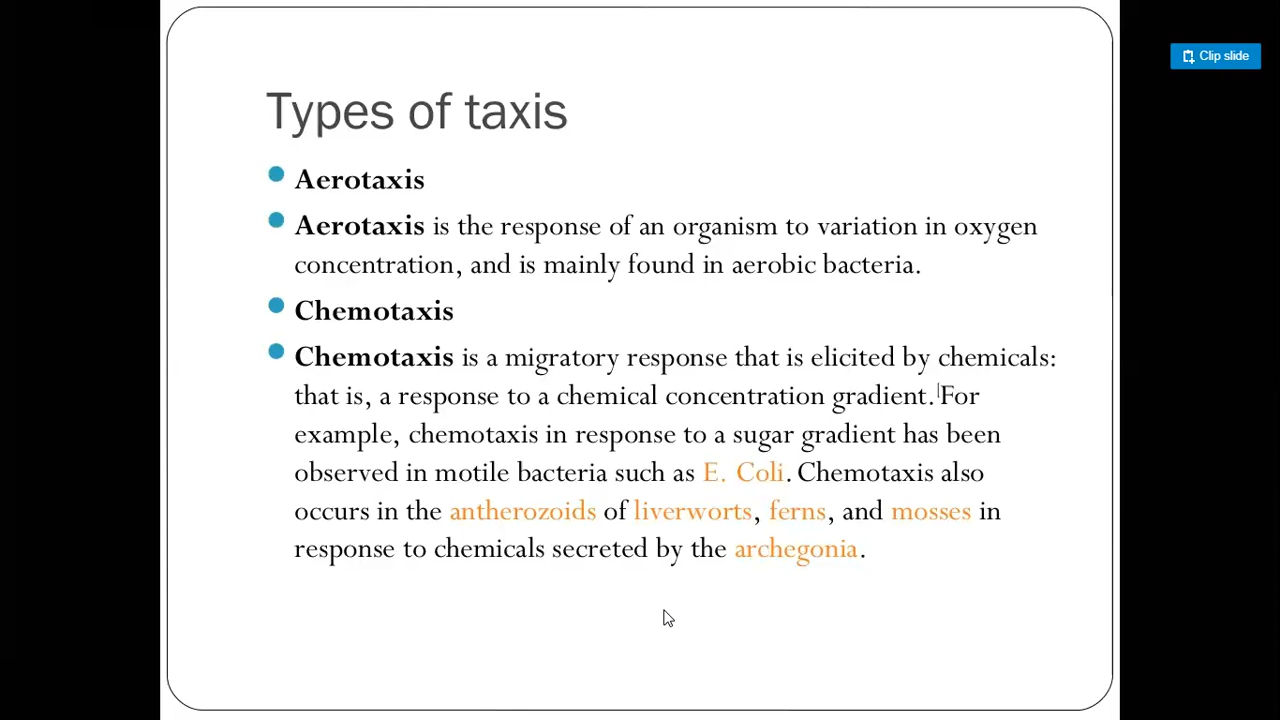 Clip slide
Types of taxis
Aerotaxis
Aerotaxis is the response of an organism to variation in oxygen
concentration, and is mainly found in aerobic bacteria.
Chemotaxis
Chemotaxis is a migratory response that is elicited by chemicals:
that is, a response to a chemical concentration gradient. For
example, chemotaxis in response to a sugar gradient has been
observed in motile bacteria such as E. Coli. Chemotaxis also
occurs in the antherozoids of liverworts, ferns, and mosses in
response to chemicals secreted by the archegonia.